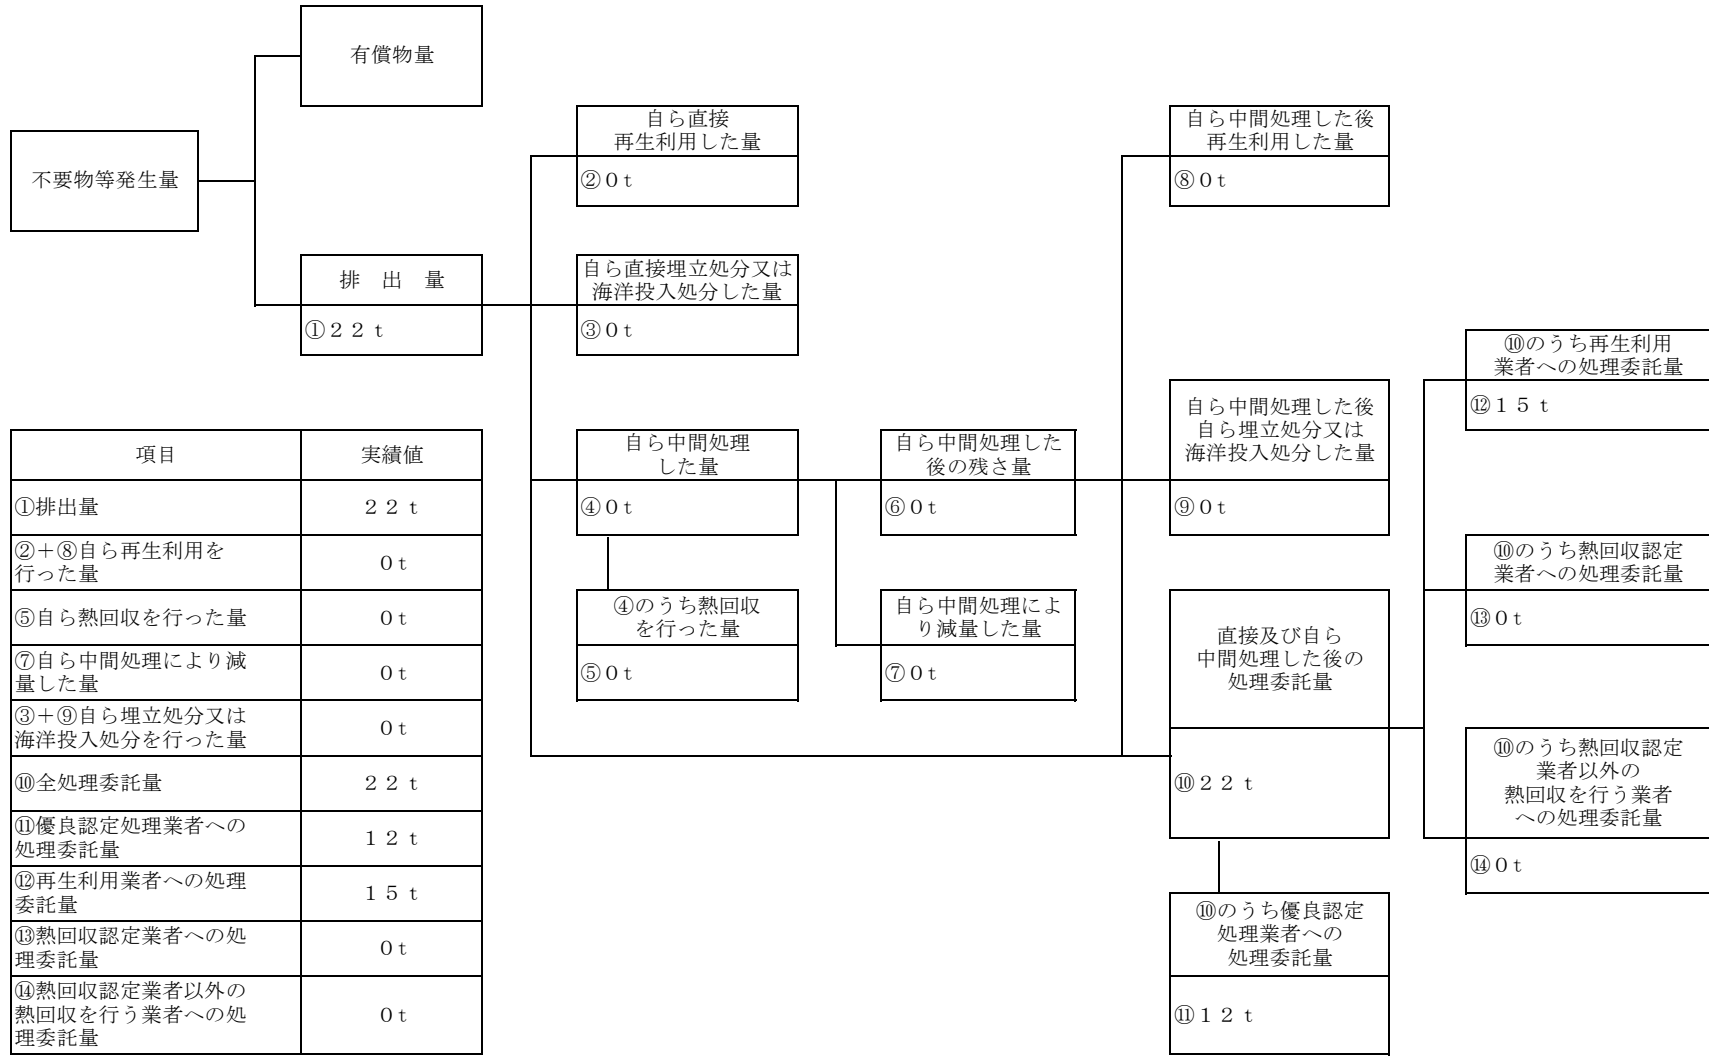 有償物量
不要物等発生量
排　出　量
①２２ｔ
自ら直接
再生利用した量
②０ｔ
自ら直接埋立処分又は
海洋投入処分した量
③０ｔ
自ら中間処理
した量
④０ｔ
④のうち熱回収
を行った量
⑤０ｔ
自ら中間処理した
後の残さ量
⑥０ｔ
自ら中間処理によ
り減量した量
⑦０ｔ
自ら中間処理した後
再生利用した量
⑧０ｔ
自ら中間処理した後
自ら埋立処分又は
海洋投入処分した量
⑨０ｔ
直接及び自ら
中間処理した後の
処理委託量
⑩２２ｔ
⑩のうち優良認定
処理業者への
処理委託量
⑪１２ｔ
⑩のうち再生利用
業者への処理委託量
⑫１５ｔ
⑩のうち熱回収認定
業者への処理委託量
⑬０ｔ
⑩のうち熱回収認定
業者以外の
熱回収を行う業者
への処理委託量
⑭０ｔ
項目　実績値
①排出量　２２ｔ
②＋⑧自ら再生利用を
行った量　０ｔ
⑤自ら熱回収を行った量　０ｔ
⑦自ら中間処理により減
量した量　０ｔ
③＋⑨自ら埋立処分又は
海洋投入処分を行った量　０ｔ
⑩全処理委託量　２２ｔ
⑪優良認定処理業者への
処理委託量　１２ｔ
⑫再生利用業者への処理
委託量　１５ｔ
⑬熱回収認定業者への処
理委託量　０ｔ
⑭熱回収認定業者以外の
熱回収を行う業者への処
理委託量　０ｔ